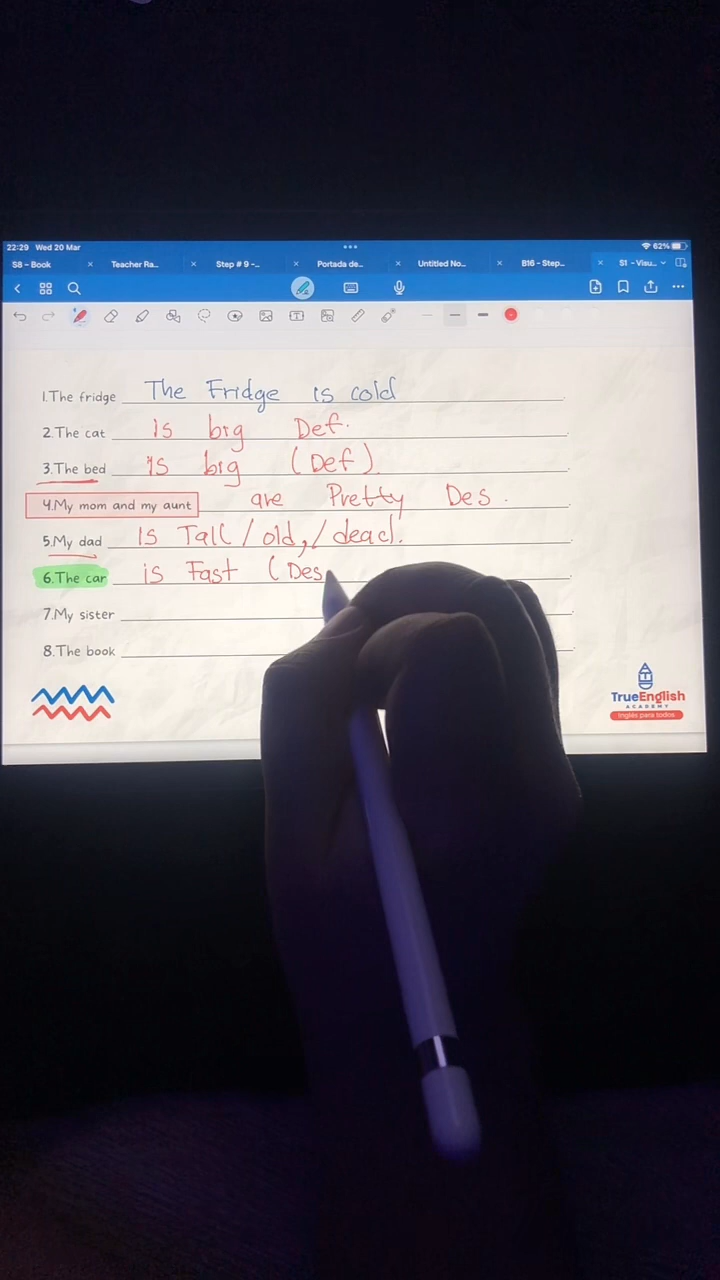 22:29 Wed 20 Mar 62%
S8 - Book Teacher Ra... Step # 9 -... Portada de... Untitled No... B16 - Step... S1 - Visu...
1.The fridge The Fridge is cold
2.The cat is big Def.
3.The bed is big (Def).
4.My mom and my aunt are Pretty Des.
5.My dad is Tall / old, / dead.
6.The car is Fast (Des
7.My sister
8.The book
TrueEnglish
ACADEMY
Inglés para todos